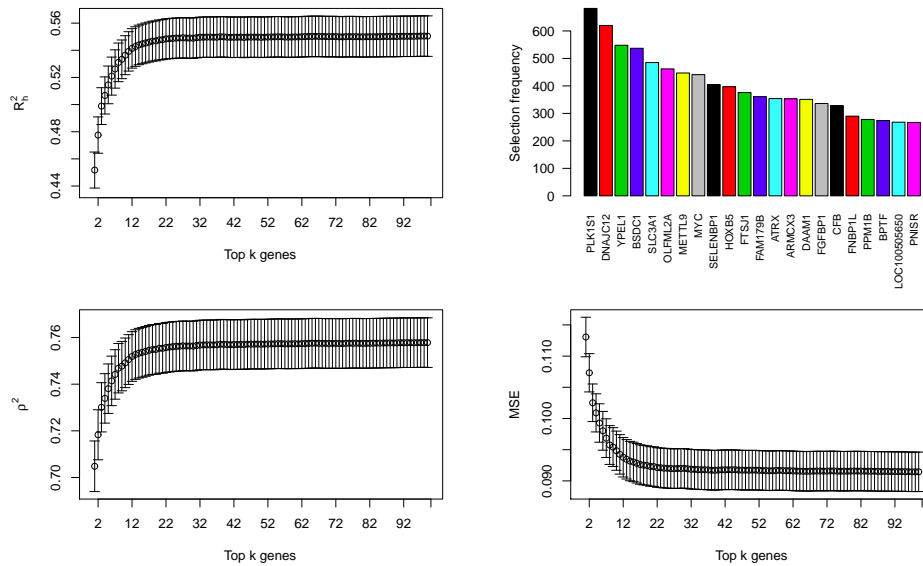 0.44 0.48 0.52 0.56
R²h
2 12 22 32 42 52 62 72 82 92
Top k genes
0 100 200 300 400 500 600
Selection frequency
PLK1S1
DNAJC12
YPEL1
BSDC1
SLC3A1
OLFML2A
METTL9
MYC
SELENBP1
HOXB5
FTSJ1
FAM179B
ATRX
ARMCX3
DAAM1
FGFBP1
CFB
FNBP1L
PPM1B
BPTF
LOC100505650
PNISR
0.70 0.72 0.74 0.76
ρ²
2 12 22 32 42 52 62 72 82 92
Top k genes
0.090 0.100 0.110
MSE
2 12 22 32 42 52 62 72 82 92
Top k genes